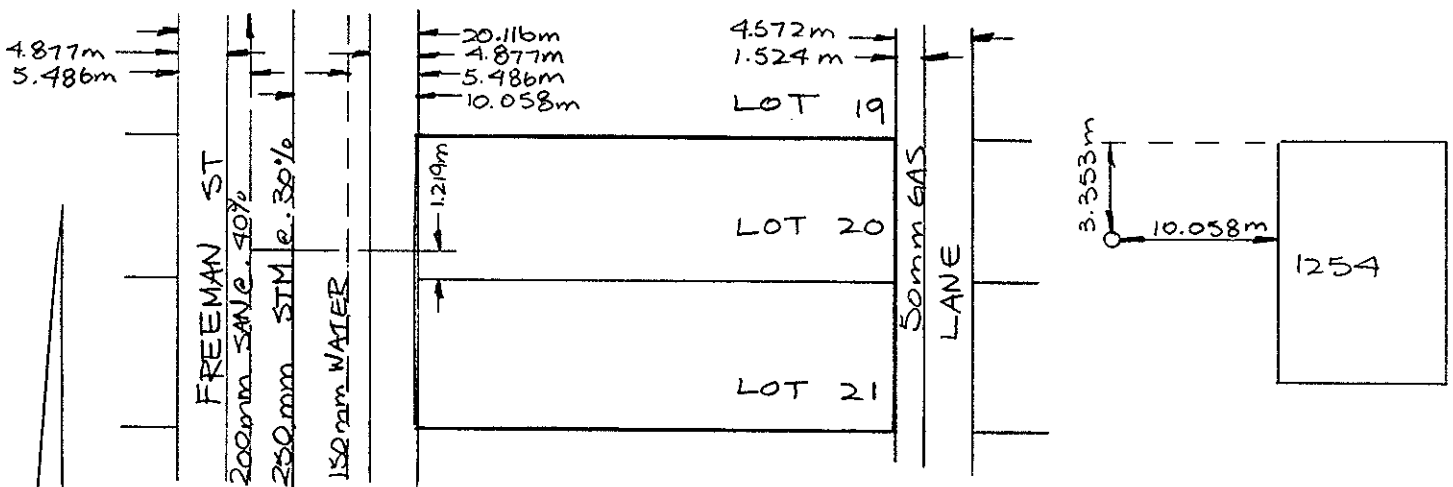 4.877m
5.486m
20.116m
4.877m
5.486m
10.058m
4.572m
1.524 m
LOT 19
1.219m
FREEMAN ST
200mm SAN @ .40%
250mm STM @ .30%
150mm WATER
LOT 20
LOT 21
50mm GAS
LANE
3.353m
10.058m
1254